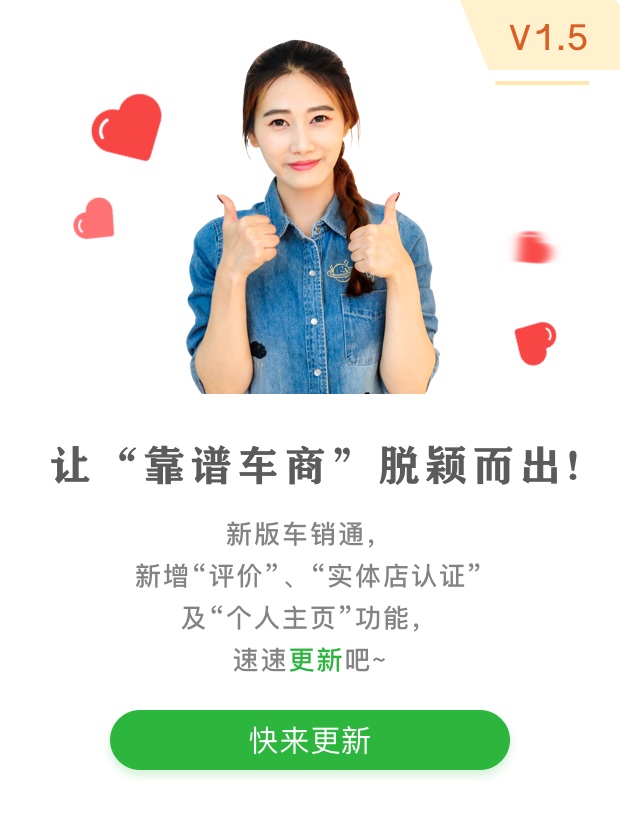 V1.5
让“靠谱车商”脱颖而出!
新版车销通，
新增“评价”、“实体店认证”
及“个人主页”功能，
速速更新吧~
快来更新